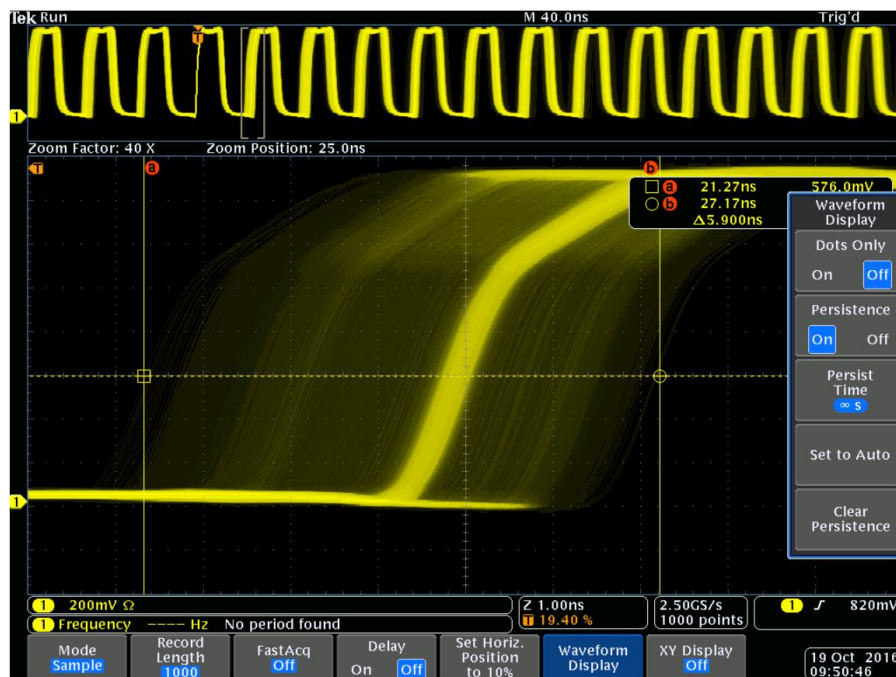 Tek Run M 40.0ns Trig'd
T
1
Zoom Factor: 40 X Zoom Position: 25.0ns
T a b
a 21.27ns 576.0mV
b 27.17ns
Δ5.900ns
Waveform
Display
Dots Only
On Off
Persistence
On Off
Persist
Time
∞ s
Set to Auto
Clear
Persistence
1
1 200mV Ω
Z 1.00ns
T 19.40 %
2.50GS/s
1000 points
1 820mV
1 Frequency ---- Hz No period found
Mode
Sample
Record
Length
1000
FastAcq
Off
Delay
On Off
Set Horiz.
Position
to 10%
Waveform
Display
XY Display
Off
19 Oct 2016
09:50:46